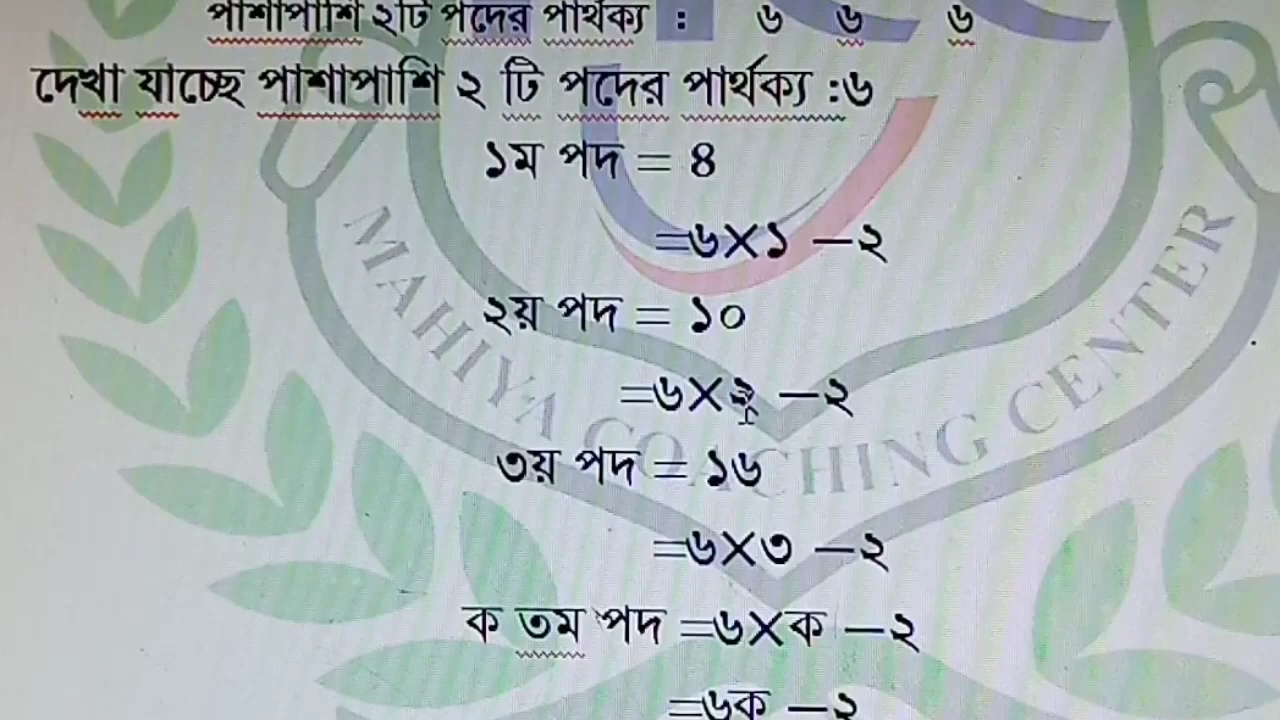 পাশাপাশি ২টি পদের পার্থক্য : ৬ ৬ ৬
দেখা যাচ্ছে পাশাপাশি ২ টি পদের পার্থক্য :৬
১ম পদ = 8
=৬×১ –২
২য় পদ = ১০
=৬×২ –২
৩য় পদ = ১৬
=৬×৩ –২
ক তম পদ =৬×ক –২
=৬ক –২
MAHIYA COACHING CENTER